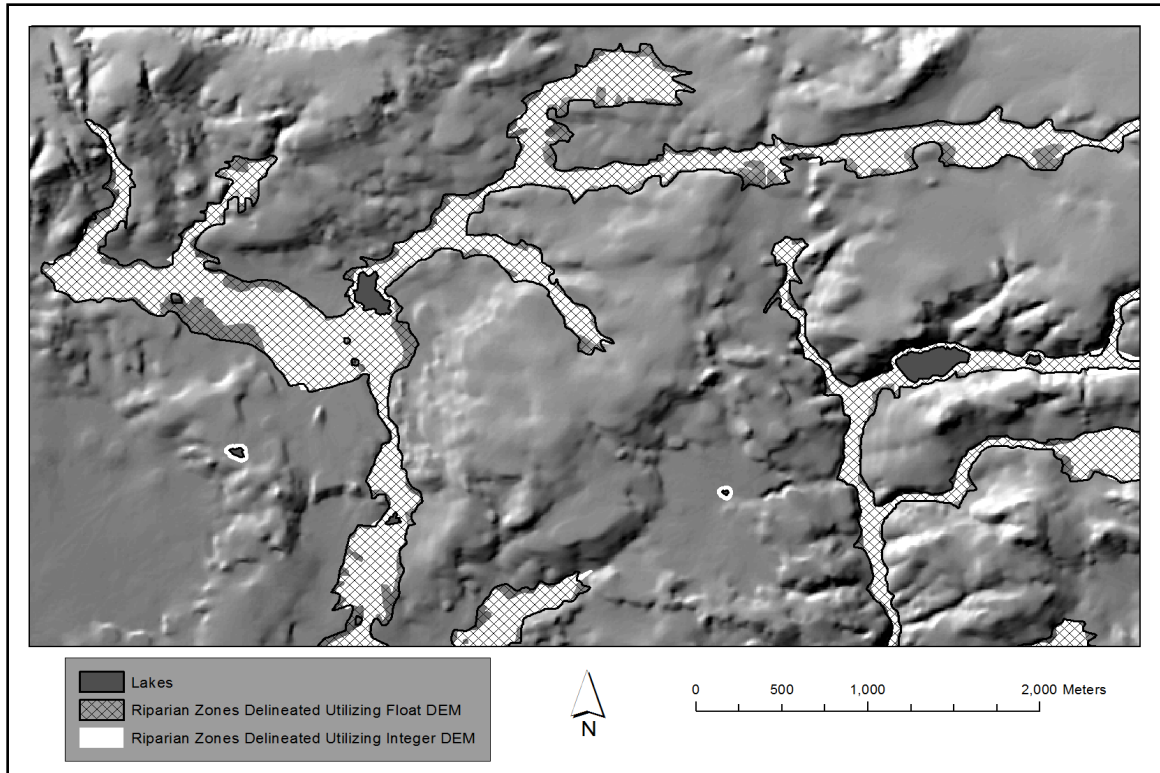 Lakes
Riparian Zones Delineated Utilizing Float DEM
Riparian Zones Delineated Utilizing Integer DEM
N
0 500 1,000 2,000 Meters